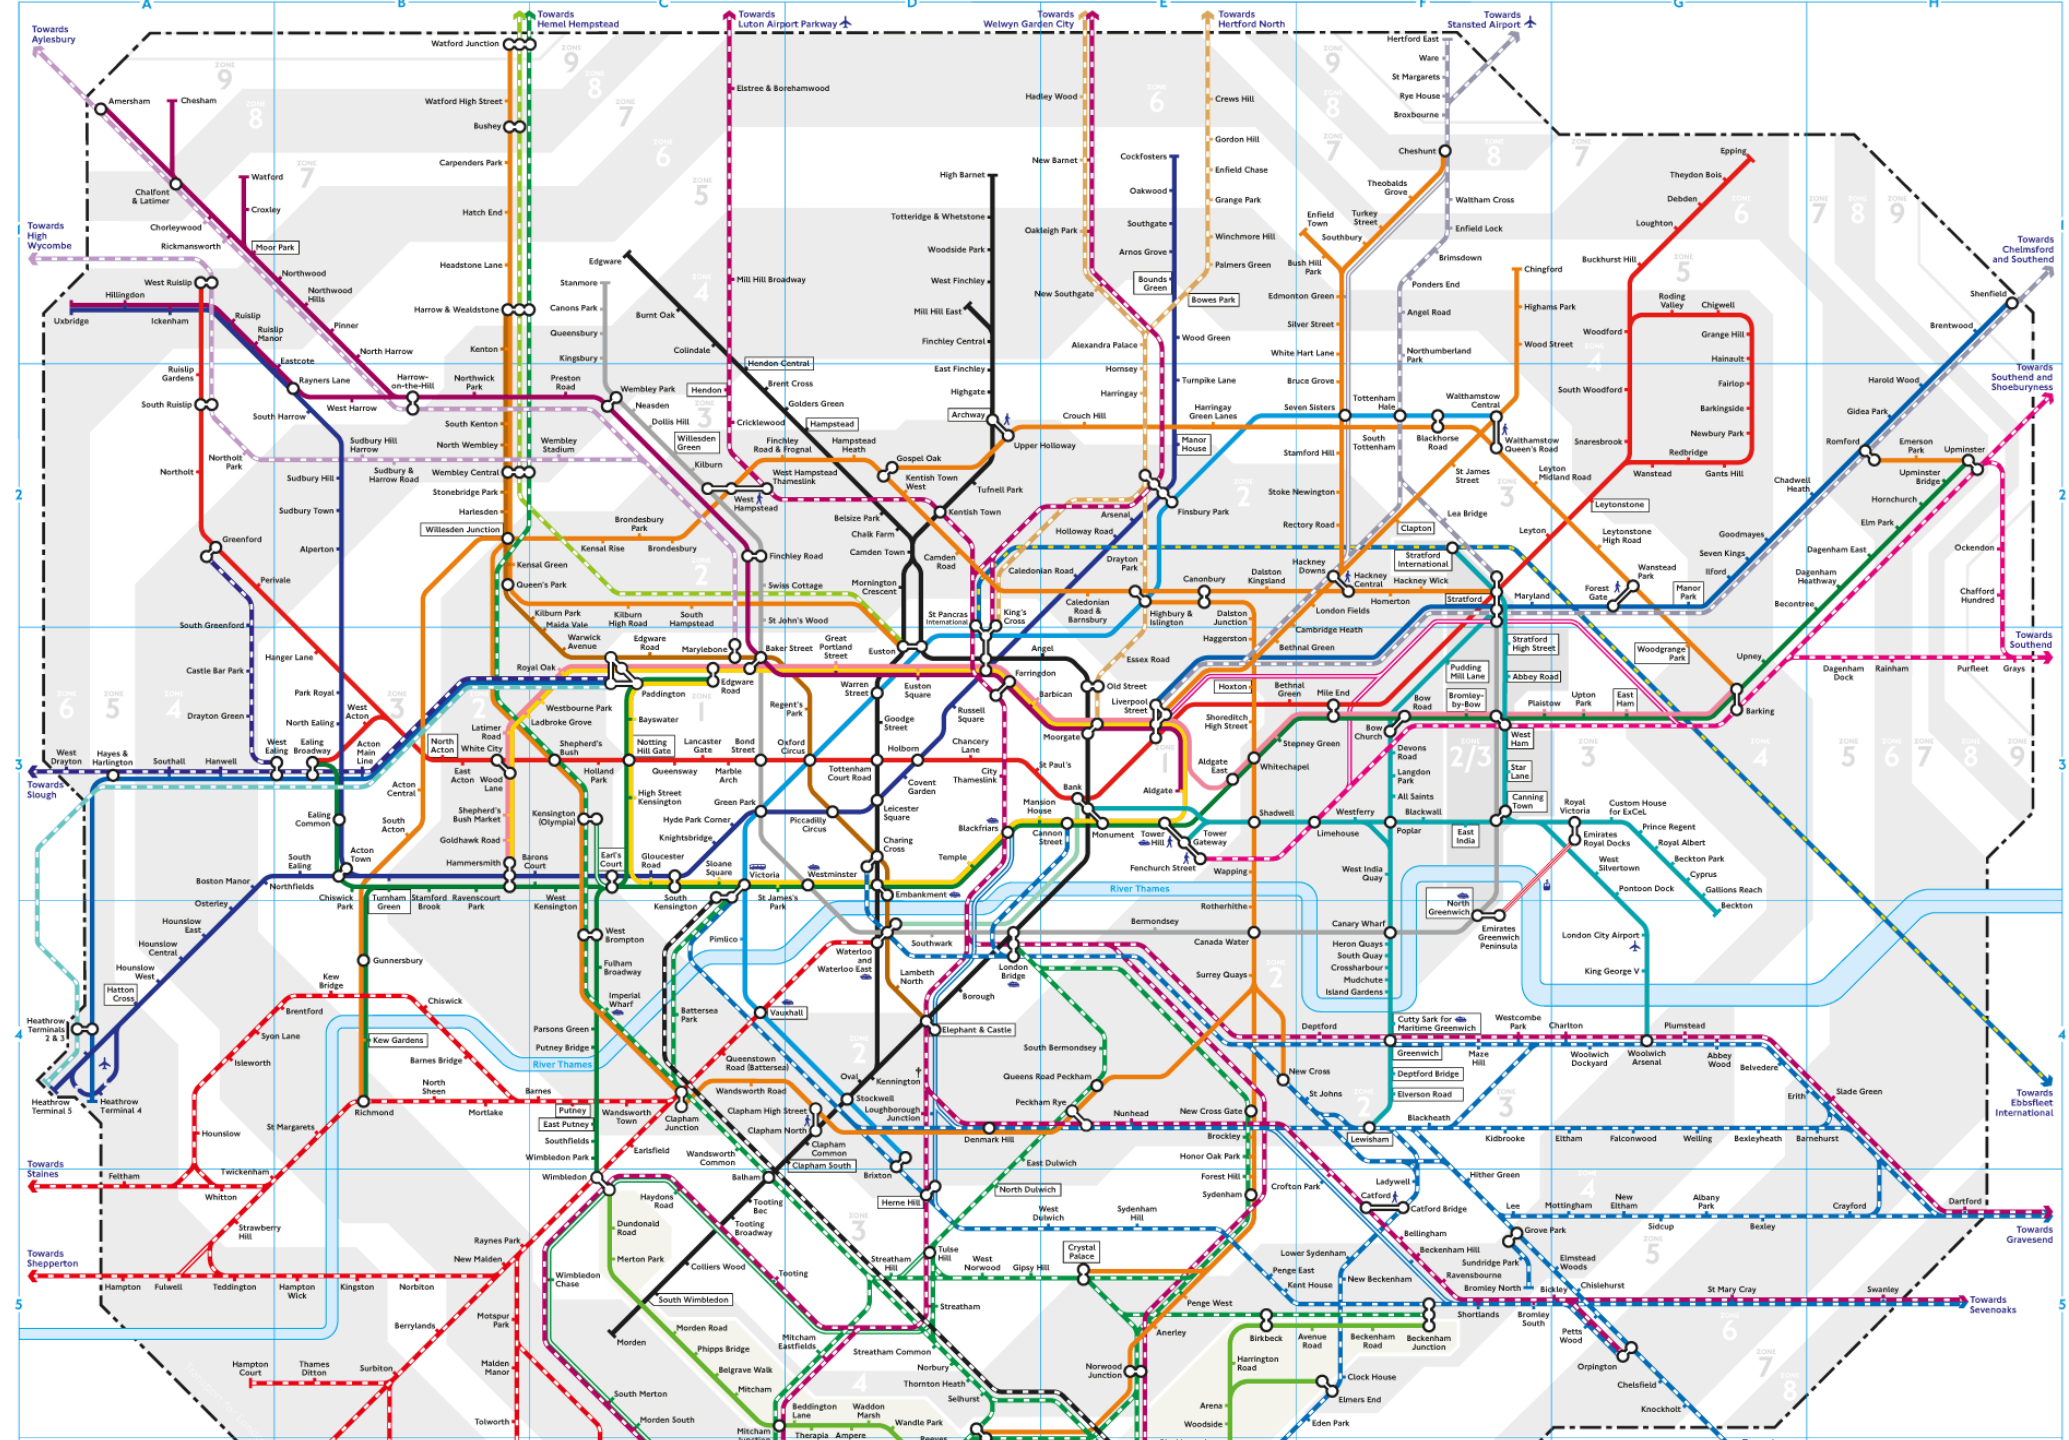 A
B
C
D
E
F
G
H
Towards
Aylesbury
Towards
Hemel Hempstead
Towards
Luton Airport Parkway
Towards
Welwyn Garden City
Towards
Hertford North
Towards
Stansted Airport
Towards
High
Wycombe
Towards
Chelmsford
and Southend
Towards
Southend and
Shoeburyness
Towards
Southend
Towards
Slough
Towards
Ebbsfleet
International
Towards
Staines
Towards
Shepperton
Towards
Gravesend
Towards
Sevenoaks
Amersham
Chesham
Chalfont
& Latimer
Watford
Croxley
Chorleywood
Rickmansworth
Moor Park
Northwood
Northwood
Hills
Pinner
North Harrow
West Ruislip
Hillingdon
Uxbridge
Ickenham
Ruislip
Ruislip
Manor
Eastcote
Rayners Lane
Ruislip
Gardens
South Ruislip
South Harrow
West Harrow
Harrow-
on-the-Hill
Northwick
Park
Preston
Road
Northolt
Park
Sudbury Hill
Harrow
Sudbury &
Harrow Road
Wembley
Stadium
Northolt
Sudbury Hill
Sudbury Town
Alperton
Greenford
Perivale
South Greenford
Hanger Lane
Castle Bar Park
Park Royal
Drayton Green
North Ealing
West
Acton
West
Drayton
Hayes &
Harlington
Southall
Hanwell
West
Ealing
Ealing
Broadway
Acton
Main
Line
North
Acton
Watford Junction
Watford High Street
Bushey
Carpenders Park
Hatch End
Headstone Lane
Harrow & Wealdstone
Kenton
South Kenton
North Wembley
Wembley Central
Stonebridge Park
Harlesden
Willesden Junction
Kensal Green
Queen's Park
Kilburn Park
Maida Vale
Warwick
Avenue
Edgware
Road
Marylebone
Baker Street
Royal Oak
Paddington
Edgware
Road
Stanmore
Canons Park
Queensbury
Kingsbury
Wembley Park
Neasden
Dollis Hill
Willesden
Green
Kilburn
West
Hampstead
West Hampstead
Thameslink
Finchley
Road & Frognal
Hampstead
Heath
Finchley Road
Swiss Cottage
St John's Wood
Brondesbury
Park
Kensal Rise
Brondesbury
Kilburn
High Road
South
Hampstead
Edgware
Burnt Oak
Colindale
Hendon Central
Brent Cross
Golders Green
Hampstead
Belsize Park
Chalk Farm
Camden Town
Mornington
Crescent
Elstree & Borehamwood
Mill Hill Broadway
Hendon
Cricklewood
High Barnet
Totteridge & Whetstone
Woodside Park
West Finchley
Mill Hill East
Finchley Central
East Finchley
Highgate
Archway
Upper Holloway
Crouch Hill
Gospel Oak
Kentish Town
West
Tufnell Park
Kentish Town
Camden
Road
Hadley Wood
New Barnet
Oakleigh Park
New Southgate
Alexandra Palace
Hornsey
Harringay
Cockfosters
Oakwood
Southgate
Arnos Grove
Bounds
Green
Bowes Park
Wood Green
Turnpike Lane
Manor
House
Finsbury Park
Arsenal
Holloway Road
Caledonian Road
Drayton
Park
Canonbury
Caledonian
Road &
Barnsbury
Highbury &
Islington
Essex Road
Crews Hill
Gordon Hill
Enfield Chase
Grange Park
Winchmore Hill
Palmers Green
Harringay
Green Lanes
Hertford East
Ware
St Margarets
Rye House
Broxbourne
Cheshunt
Theobalds
Grove
Turkey
Street
Southbury
Enfield
Town
Bush Hill
Park
Edmonton Green
Silver Street
White Hart Lane
Bruce Grove
Seven Sisters
Stamford Hill
Stoke Newington
Rectory Road
Waltham Cross
Enfield Lock
Brimsdown
Ponders End
Angel Road
Northumberland
Park
Tottenham
Hale
South
Tottenham
Blackhorse
Road
Walthamstow
Central
Walthamstow
Queen's Road
St James
Street
Clapton
Lea Bridge
Leyton
Midland Road
Chingford
Highams Park
Wood Street
Epping
Theydon Bois
Debden
Loughton
Buckhurst Hill
Roding
Valley
Chigwell
Woodford
Grange Hill
Hainault
Fairlop
Barkingside
Newbury Park
South Woodford
Snaresbrook
Redbridge
Wanstead
Gants Hill
Leytonstone
Leyton
Leytonstone
High Road
Wanstead
Park
Forest
Gate
Manor
Park
Maryland
Stratford
International
Stratford
Hackney
Downs
Hackney
Central
Hackney Wick
Homerton
London Fields
Cambridge Heath
Bethnal Green
Dalston
Kingsland
Dalston
Junction
Haggerston
Hoxton
Shoreditch
High Street
Shenfield
Brentwood
Harold Wood
Gidea Park
Romford
Emerson
Park
Upminster
Upminster
Bridge
Hornchurch
Elm Park
Dagenham East
Dagenham
Heathway
Becontree
Chadwell
Heath
Goodmayes
Seven Kings
Ilford
Ockendon
Chafford
Hundred
Upney
Woodgrange
Park
Barking
Dagenham
Dock
Rainham
Purfleet
Grays
Stratford
High Street
Abbey Road
Pudding
Mill Lane
Bromley-
by-Bow
Plaistow
Upton
Park
East
Ham
Bow
Road
Bow
Church
Mile End
Bethnal
Green
Stepney Green
Whitechapel
Aldgate
East
Aldgate
Liverpool
Street
Old Street
Moorgate
Barbican
Farringdon
Angel
St Pancras
International
King's
Cross
Euston
Euston
Square
Great
Portland
Street
Warren
Street
Regent's
Park
Goodge
Street
Russell
Square
Holborn
Chancery
Lane
City
Thameslink
St Paul's
Bank
Mansion
House
Cannon
Street
Monument
Tower
Hill
Tower
Gateway
Fenchurch Street
Shadwell
Limehouse
Westferry
Poplar
Blackwall
East
India
Canning
Town
Star
Lane
West
Ham
Devons
Road
Langdon
Park
All Saints
Royal
Victoria
Custom House
for ExCeL
Prince Regent
Royal Albert
Beckton Park
Cyprus
Gallions Reach
Beckton
Emirates
Royal Docks
West
Silvertown
Pontoon Dock
London City Airport
King George V
Woolwich
Arsenal
North
Greenwich
Emirates
Greenwich
Peninsula
West India
Quay
Canary Wharf
Heron Quays
South Quay
Crossharbour
Mudchute
Island Gardens
Cutty Sark for
Maritime Greenwich
Greenwich
Deptford Bridge
Elverson Road
Lewisham
Wapping
Rotherhithe
Canada Water
Surrey Quays
Bermondsey
River Thames
London
Bridge
Southwark
Waterloo
and
Waterloo East
Lambeth
North
Borough
Elephant & Castle
Kennington
Oval
Stockwell
Embankment
Charing
Cross
Leicester
Square
Covent
Garden
Tottenham
Court Road
Oxford
Circus
Bond
Street
Marble
Arch
Lancaster
Gate
Queensway
Notting
Hill Gate
Holland
Park
Shepherd's
Bush
Bayswater
Westbourne Park
Ladbroke Grove
Latimer
Road
White City
Wood
Lane
East
Acton
Shepherd's
Bush Market
Goldhawk Road
Hammersmith
Kensington
(Olympia)
High Street
Kensington
Green Park
Hyde Park Corner
Knightsbridge
Piccadilly
Circus
Temple
Blackfriars
Westminster
St James's
Park
Victoria
Sloane
Square
South
Kensington
Gloucester
Road
Earl's
Court
Barons
Court
West
Kensington
Ravenscourt
Park
Stamford
Brook
Turnham
Green
Chiswick
Park
Acton
Town
Ealing
Common
South
Acton
Acton
Central
South
Ealing
Northfields
Boston Manor
Osterley
Hounslow
East
Hounslow
Central
Hounslow
West
Hatton
Cross
Heathrow
Terminals
2 & 3
Heathrow
Terminal 5
Heathrow
Terminal 4
Gunnersbury
Kew Gardens
Richmond
Kew
Bridge
Brentford
Syon Lane
Isleworth
Hounslow
Chiswick
Barnes Bridge
North
Sheen
Mortlake
Barnes
Putney
East Putney
Southfields
Wimbledon Park
Wimbledon
Wandsworth
Town
Clapham
Junction
Earlsfield
West
Brompton
Fulham
Broadway
Imperial
Wharf
Parsons Green
Putney Bridge
River Thames
Pimlico
Battersea
Park
Vauxhall
Queenstown
Road (Battersea)
Wandsworth Road
Clapham High Street
Clapham North
Clapham
Common
Clapham South
Wandsworth
Common
Balham
Tooting
Bec
Tooting
Broadway
Colliers Wood
South Wimbledon
Morden
Haydons
Road
Tooting
Brixton
Loughborough
Junction
Denmark Hill
Herne Hill
Peckham Rye
Queens Road Peckham
South Bermondsey
Nunhead
East Dulwich
North Dulwich
West
Dulwich
Sydenham
Hill
Tulse
Hill
Streatham
Hill
West
Norwood
Gipsy Hill
Crystal
Palace
Streatham
Streatham Common
Norbury
Thornton Heath
Selhurst
Norwood
Junction
Mitcham
Eastfields
New Cross
New Cross Gate
Brockley
Honor Oak Park
Forest Hill
Sydenham
Penge West
Anerley
Deptford
Maze
Hill
Westcombe
Park
Charlton
Woolwich
Dockyard
Plumstead
Abbey
Wood
Belvedere
Erith
Slade Green
Barnehurst
Bexleyheath
Welling
Falconwood
Eltham
Kidbrooke
Blackheath
St Johns
Hither Green
Ladywell
Catford
Catford Bridge
Crofton Park
Bellingham
Beckenham Hill
Ravensbourne
Lower Sydenham
New Beckenham
Penge East
Kent House
Lee
Mottingham
New
Eltham
Sidcup
Albany
Park
Bexley
Crayford
Dartford
Grove Park
Sundridge Park
Bromley North
Elmstead
Woods
Chislehurst
Bickley
Bromley
South
Shortlands
St Mary Cray
Swanley
Petts
Wood
Orpington
Chelsfield
Knockholt
Birkbeck
Avenue
Road
Beckenham
Road
Beckenham
Junction
Harrington
Road
Arena
Woodside
Clock House
Elmers End
Eden Park
Feltham
Whitton
Twickenham
St Margarets
Strawberry
Hill
Hampton
Fulwell
Teddington
Hampton
Wick
Kingston
Norbiton
New Malden
Raynes Park
Motspur
Park
Malden
Manor
Tolworth
Berrylands
Surbiton
Thames
Ditton
Hampton
Court
Wimbledon
Chase
South Merton
Morden South
Dundonald
Road
Merton Park
Morden Road
Phipps Bridge
Belgrave Walk
Mitcham
Mitcham
Beddington
Lane
Therapia
Ampere
Waddon
Marsh
Wandle Park